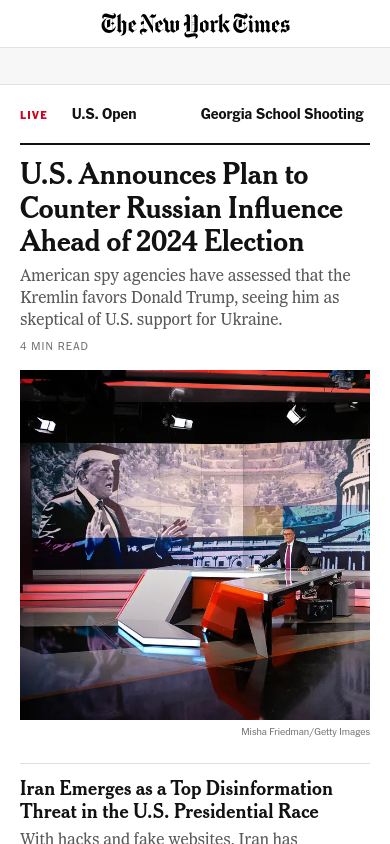 The New York Times
LIVE
U.S. Open
Georgia School Shooting
U.S. Announces Plan to
Counter Russian Influence
Ahead of 2024 Election
American spy agencies have assessed that the
Kremlin favors Donald Trump, seeing him as
skeptical of U.S. support for Ukraine.
4 MIN READ
Misha Friedman/Getty Images
Iran Emerges as a Top Disinformation
Threat in the U.S. Presidential Race
With hacks and fake websites, Iran has